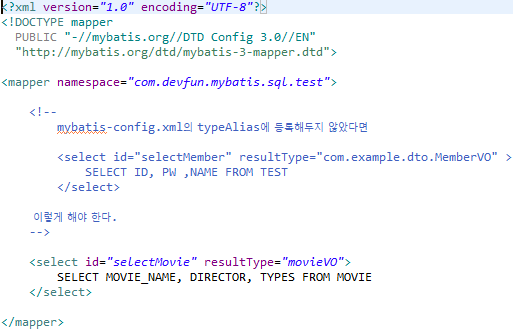 <?xml version="1.0" encoding="UTF-8"?>
<!DOCTYPE mapper
PUBLIC "-//mybatis.org//DTD Config 3.0//EN"
"http://mybatis.org/dtd/mybatis-3-mapper.dtd">
<mapper namespace="com.devfun.mybatis.sql.test">
<!--
mybatis-config.xml의 typeAlias에 등록해두지 않았다면
<select id="selectMember" resultType="com.example.dto.MemberVO" >
SELECT ID, PW ,NAME FROM TEST
</select>
이렇게 해야 한다.
-->
<select id="selectMovie" resultType="movieVO">
SELECT MOVIE_NAME, DIRECTOR, TYPES FROM MOVIE
</select>
</mapper>